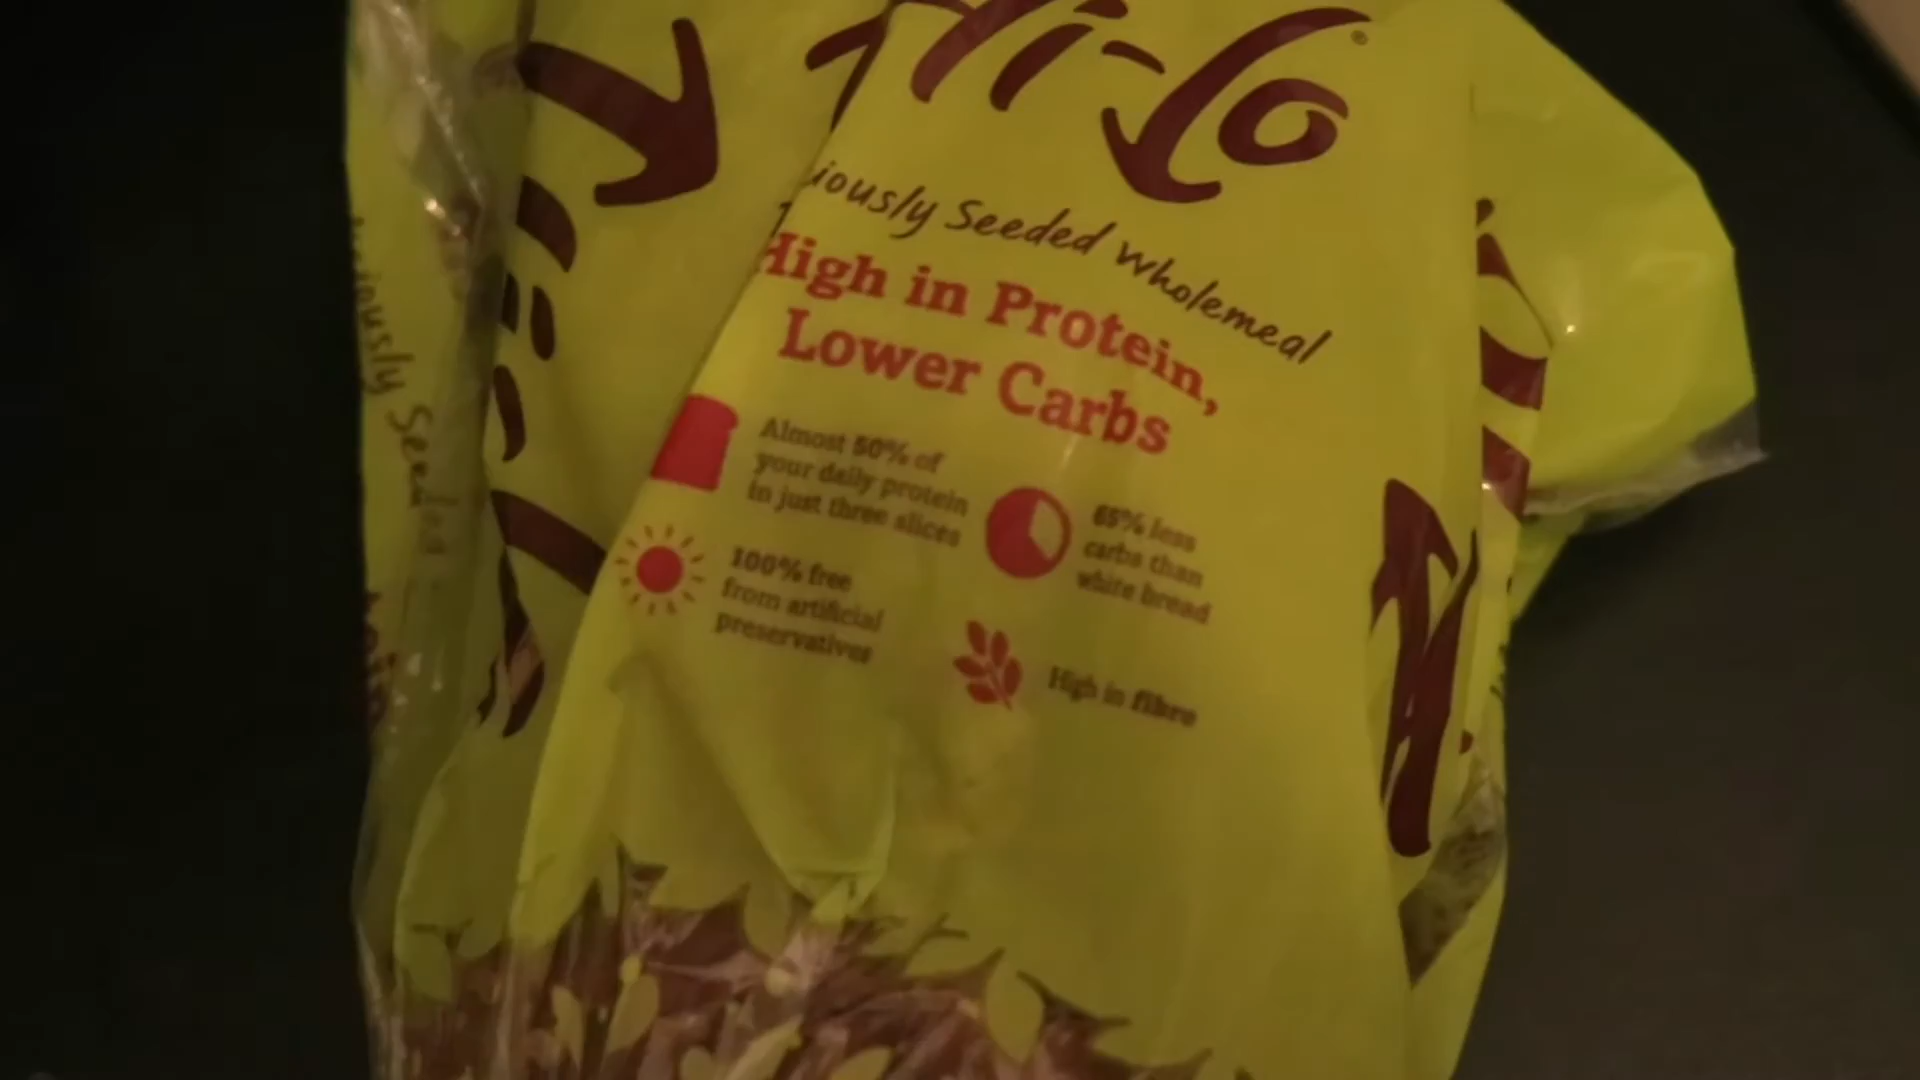 Hi-Lo
iously Seeded wholemeal
High in Protein,
Lower Carbs
Almost 50% of
your daily protein
in just three slices
65% less
carbs than
white bread
100% free
from artificial
preservatives
High in fibre
iously Seeded